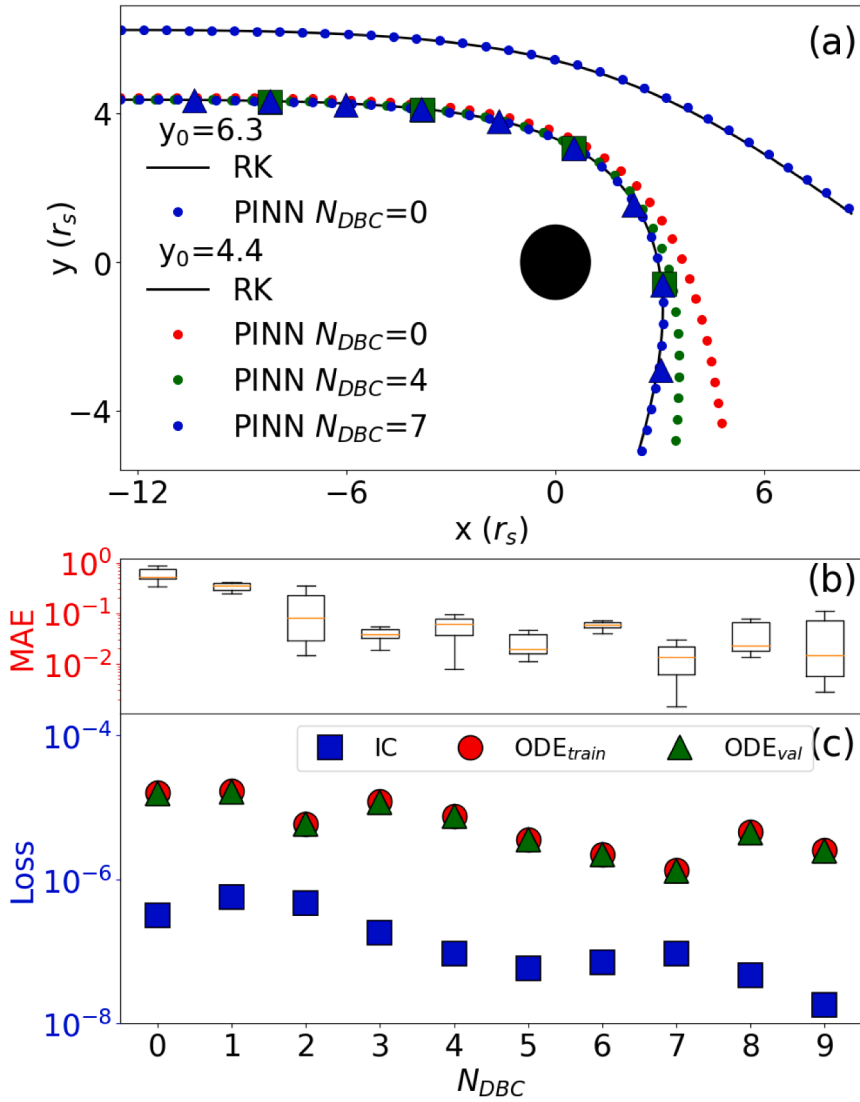 (a)
y (rₛ)
4
0
−4
y₀=6.3
RK
PINN N_DBC=0
y₀=4.4
RK
PINN N_DBC=0
PINN N_DBC=4
PINN N_DBC=7
−12 −6 0 6
x (rₛ)
(b)
MAE
10⁰
10⁻¹
10⁻²
(c)
IC ODE_train ODE_val
Loss
10⁻⁴
10⁻⁶
10⁻⁸
0 1 2 3 4 5 6 7 8 9
N_DBC